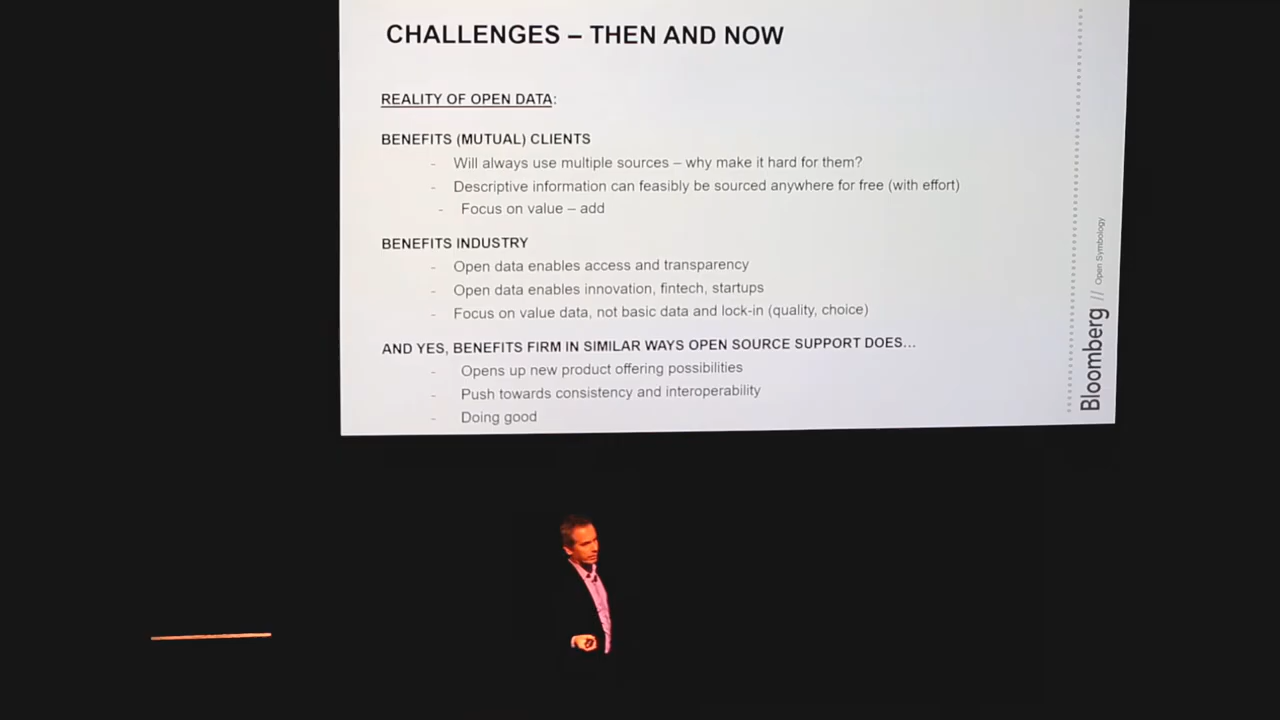 CHALLENGES – THEN AND NOW
REALITY OF OPEN DATA:
BENEFITS (MUTUAL) CLIENTS
- Will always use multiple sources – why make it hard for them?
- Descriptive information can feasibly be sourced anywhere for free (with effort)
- Focus on value – add
BENEFITS INDUSTRY
- Open data enables access and transparency
- Open data enables innovation, fintech, startups
- Focus on value data, not basic data and lock-in (quality, choice)
AND YES, BENEFITS FIRM IN SIMILAR WAYS OPEN SOURCE SUPPORT DOES...
- Opens up new product offering possibilities
- Push towards consistency and interoperability
- Doing good
Bloomberg // Open Symbology